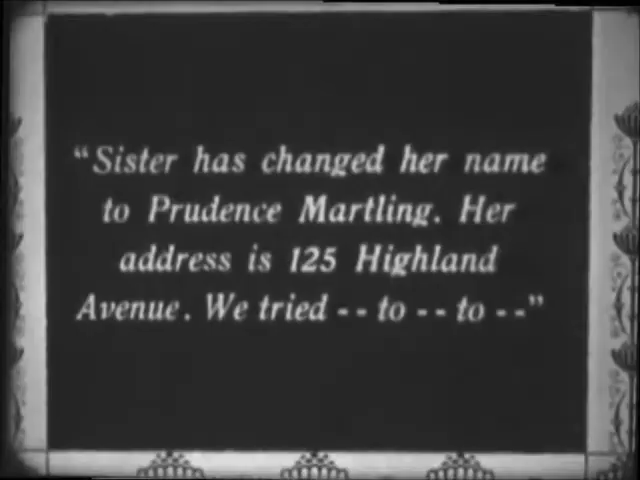 “Sister has changed her name
to Prudence Martling. Her
address is 125 Highland
Avenue. We tried -- to -- to --”